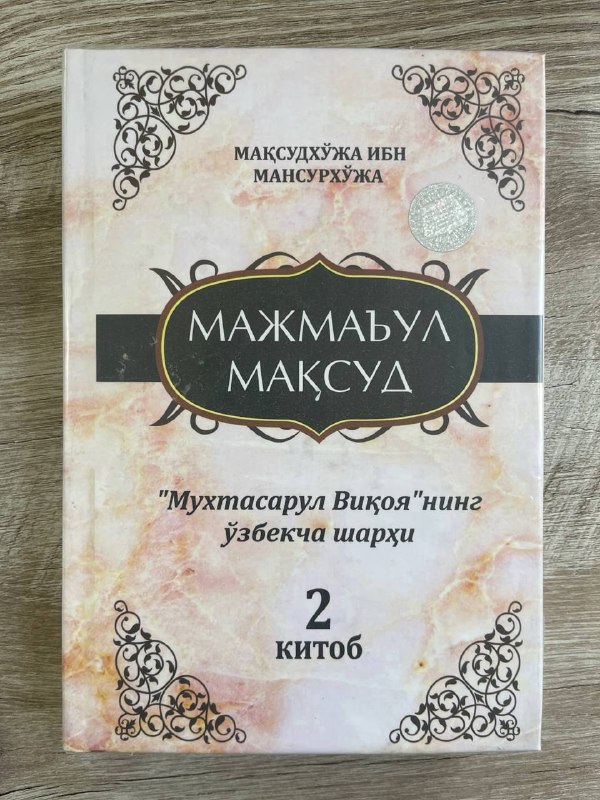 МАҚСУДХЎЖА ИБН
МАНСУРХЎЖА
МАЖМАЪУЛ
МАҚСУД
"Мухтасарул Виқоя"нинг
ўзбекча шарҳи
2
китоб